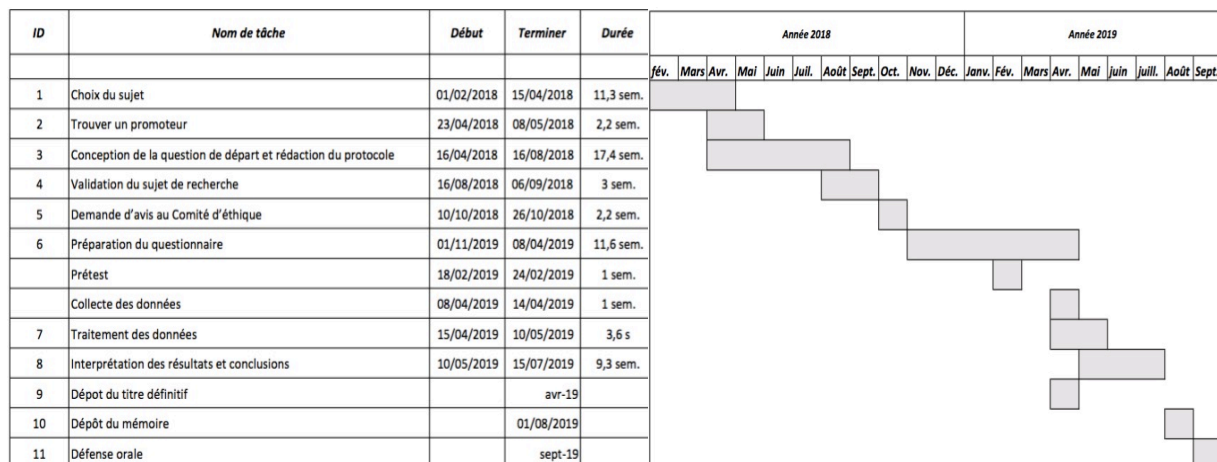 ID Nom de tâche Début Terminer Durée Année 2018 Année 2019
fév. Mars Avr. Mai Juin Juil. Août Sept. Oct. Nov. Déc. Janv. Fév. Mars Avr. Mai juin juill. Août Sept.
1 Choix du sujet 01/02/2018 15/04/2018 11,3 sem.
2 Trouver un promoteur 23/04/2018 08/05/2018 2,2 sem.
3 Conception de la question de départ et rédaction du protocole 16/04/2018 16/08/2018 17,4 sem.
4 Validation du sujet de recherche 16/08/2018 06/09/2018 3 sem.
5 Demande d'avis au Comité d'éthique 10/10/2018 26/10/2018 2,2 sem.
6 Préparation du questionnaire 01/11/2019 08/04/2019 11,6 sem.
Prétest 18/02/2019 24/02/2019 1 sem.
Collecte des données 08/04/2019 14/04/2019 1 sem.
7 Traitement des données 15/04/2019 10/05/2019 3,6 s
8 Interprétation des résultats et conclusions 10/05/2019 15/07/2019 9,3 sem.
9 Dépot du titre définitif avr-19
10 Dépôt du mémoire 01/08/2019
11 Défense orale sept-19